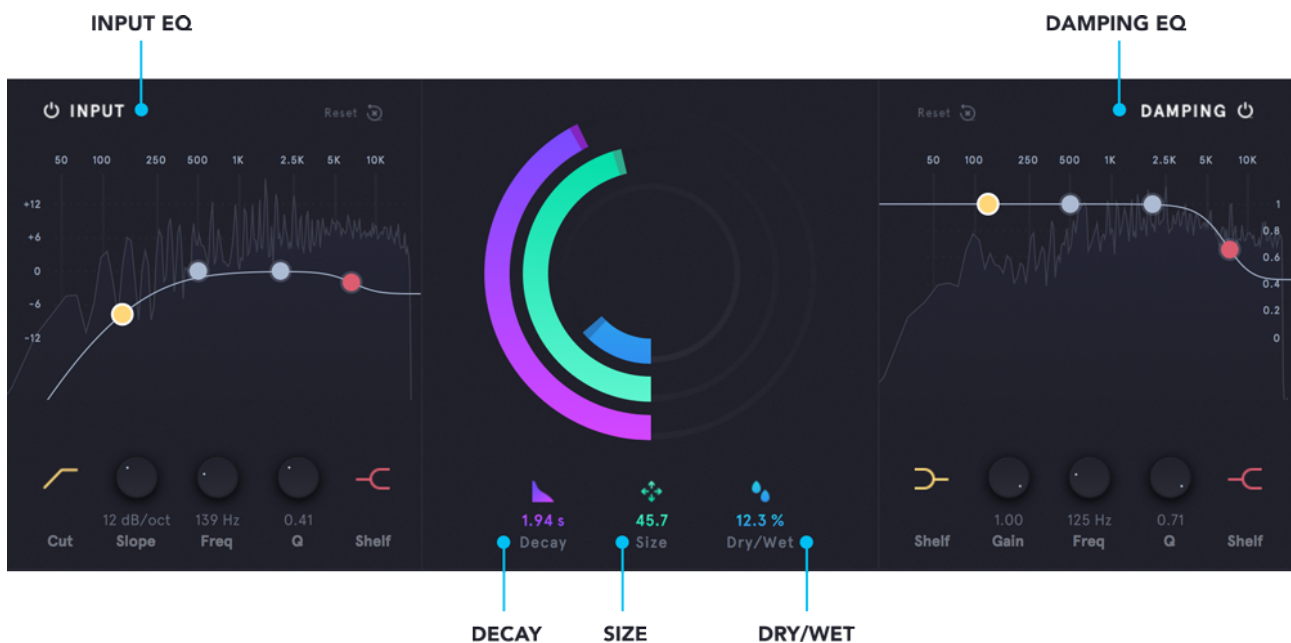 INPUT EQ
DAMPING EQ
INPUT
Reset
Reset
DAMPING
50 100 250 500 1K 2.5K 5K 10K
50 100 250 500 1K 2.5K 5K 10K
+12
+6
0
-6
-12
1
0.8
0.6
0.4
0.2
0
12 dB/oct 139 Hz 0.41
Cut Slope Freq Q Shelf
1.94 s 45.7 12.3 %
Decay Size Dry/Wet
1.00 125 Hz 0.71
Shelf Gain Freq Q Shelf
DECAY SIZE DRY/WET